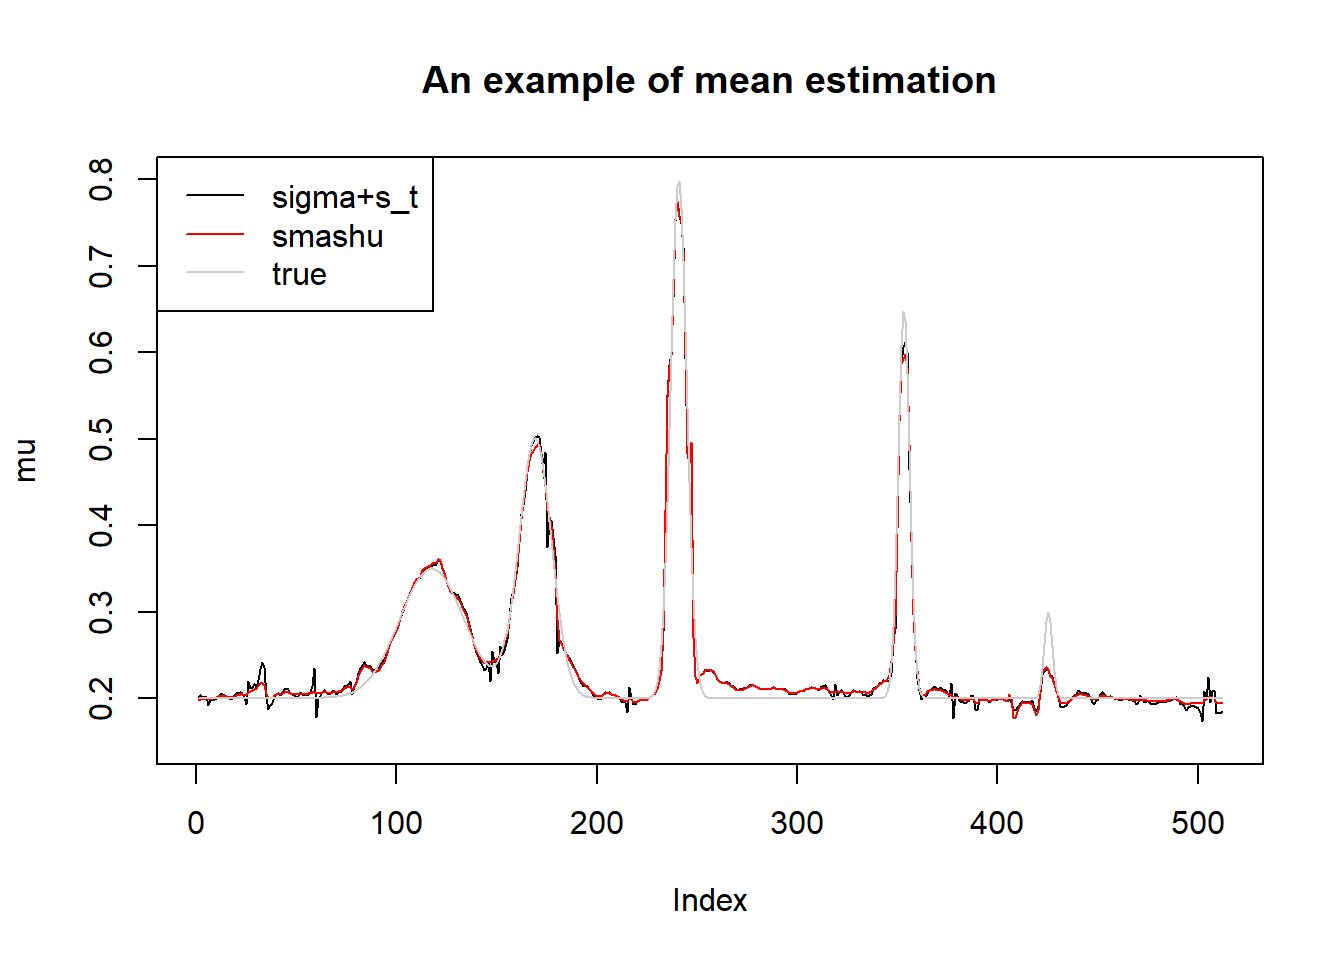 An example of mean estimation
sigma+s_t
smashu
true
mu
0.8
0.7
0.6
0.5
0.4
0.3
0.2
0 100 200 300 400 500
Index